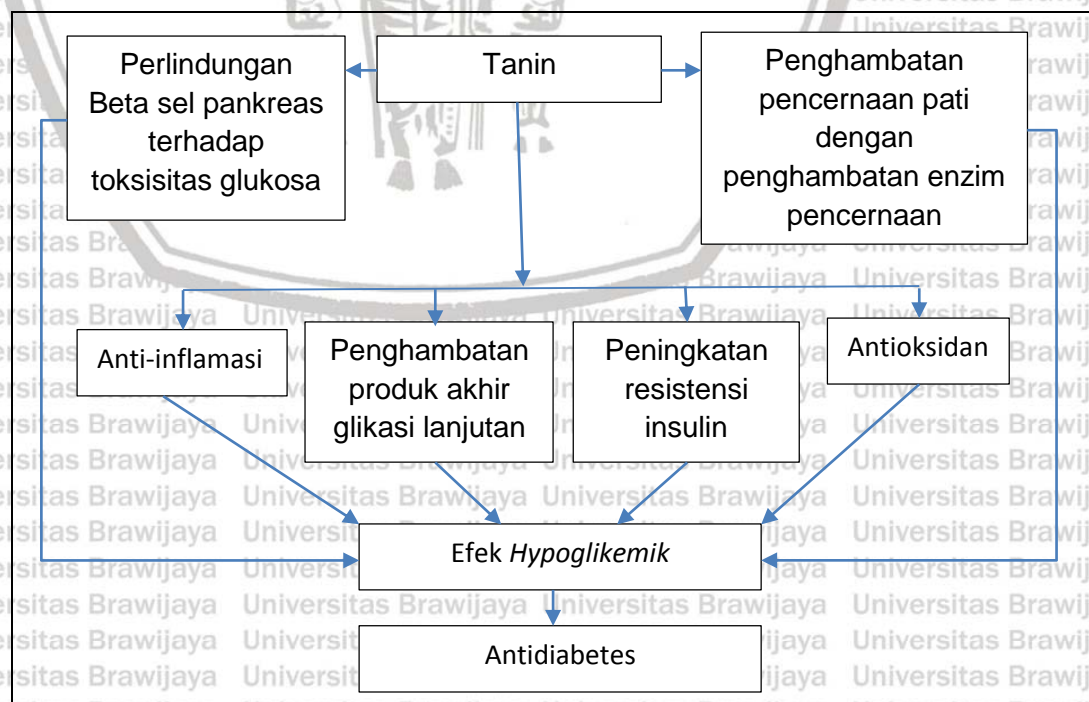 Perlindungan
Beta sel pankreas
terhadap
toksisitas glukosa
Tanin
Penghambatan
pencernaan pati
dengan
penghambatan enzim
pencernaan
Anti-inflamasi
Penghambatan
produk akhir
glikasi lanjutan
Peningkatan
resistensi
insulin
Antioksidan
Efek Hypoglikemik
Antidiabetes